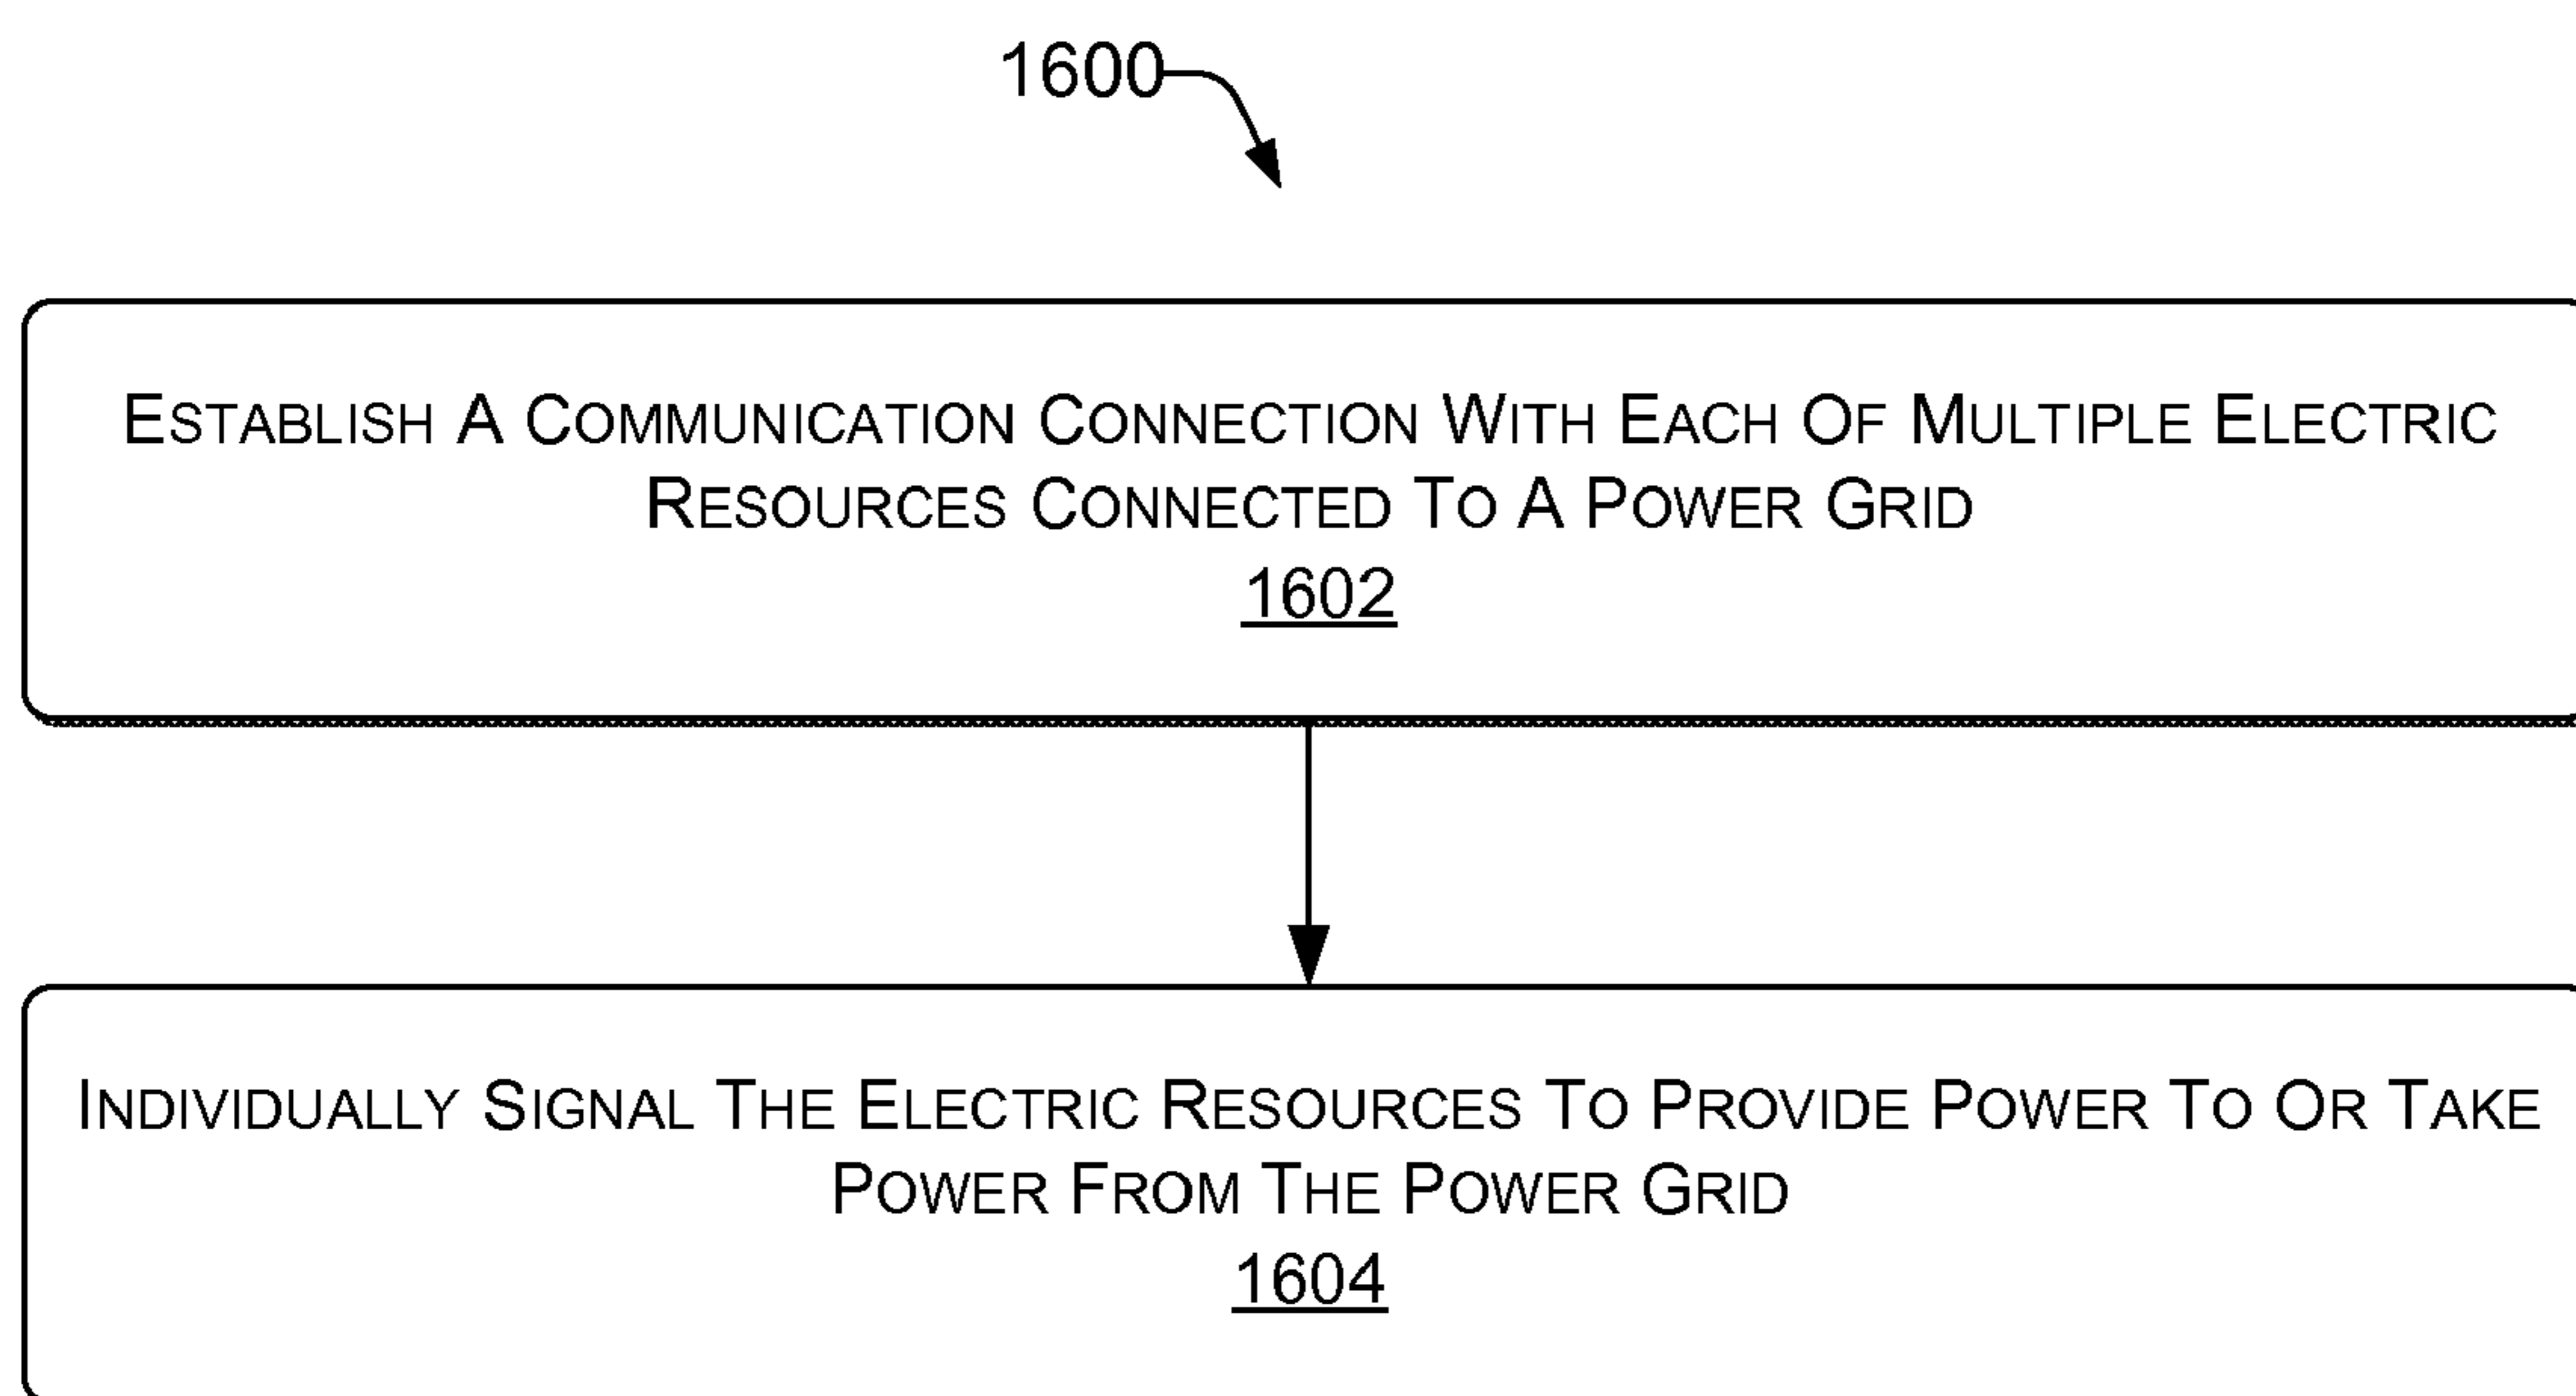 1600
ESTABLISH A COMMUNICATION CONNECTION WITH EACH OF MULTIPLE ELECTRIC
RESOURCES CONNECTED TO A POWER GRID
1602
INDIVIDUALLY SIGNAL THE ELECTRIC RESOURCES TO PROVIDE POWER TO OR TAKE
POWER FROM THE POWER GRID
1604